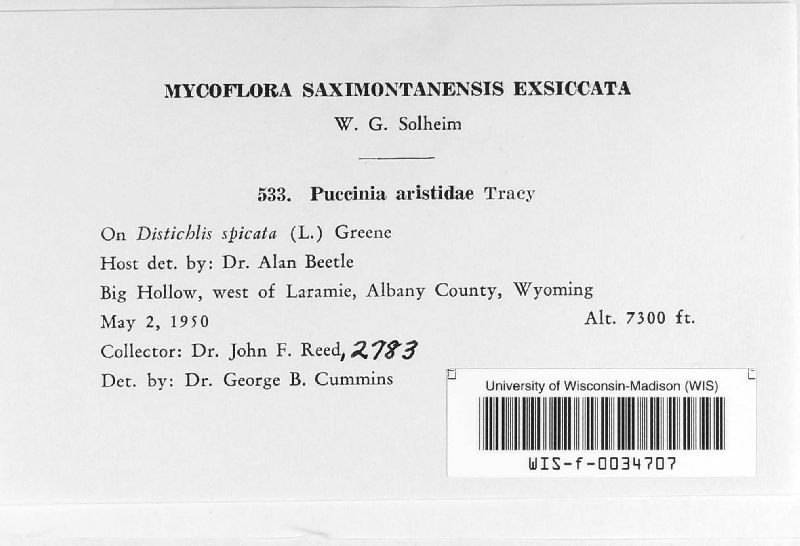 MYCOFLORA SAXIMONTANENSIS EXSICCATA
W. G. Solheim
533. Puccinia aristidae Tracy
On Distichlis spicata (L.) Greene
Host det. by: Dr. Alan Beetle
Big Hollow, west of Laramie, Albany County, Wyoming
May 2, 1950 Alt. 7300 ft.
Collector: Dr. John F. Reed, 2783
Det. by: Dr. George B. Cummins
University of Wisconsin-Madison (WIS)
WIS-f-0034707